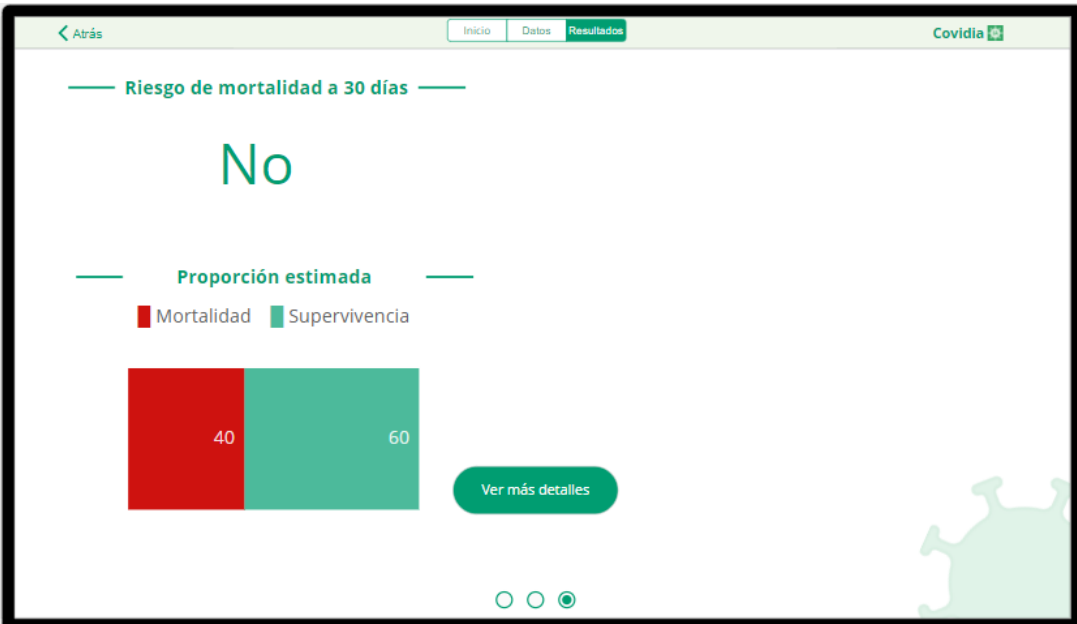 Atrás
Inicio Datos Resultados
Covidia
Riesgo de mortalidad a 30 días
No
Proporción estimada
Mortalidad Supervivencia
40 60
Ver más detalles